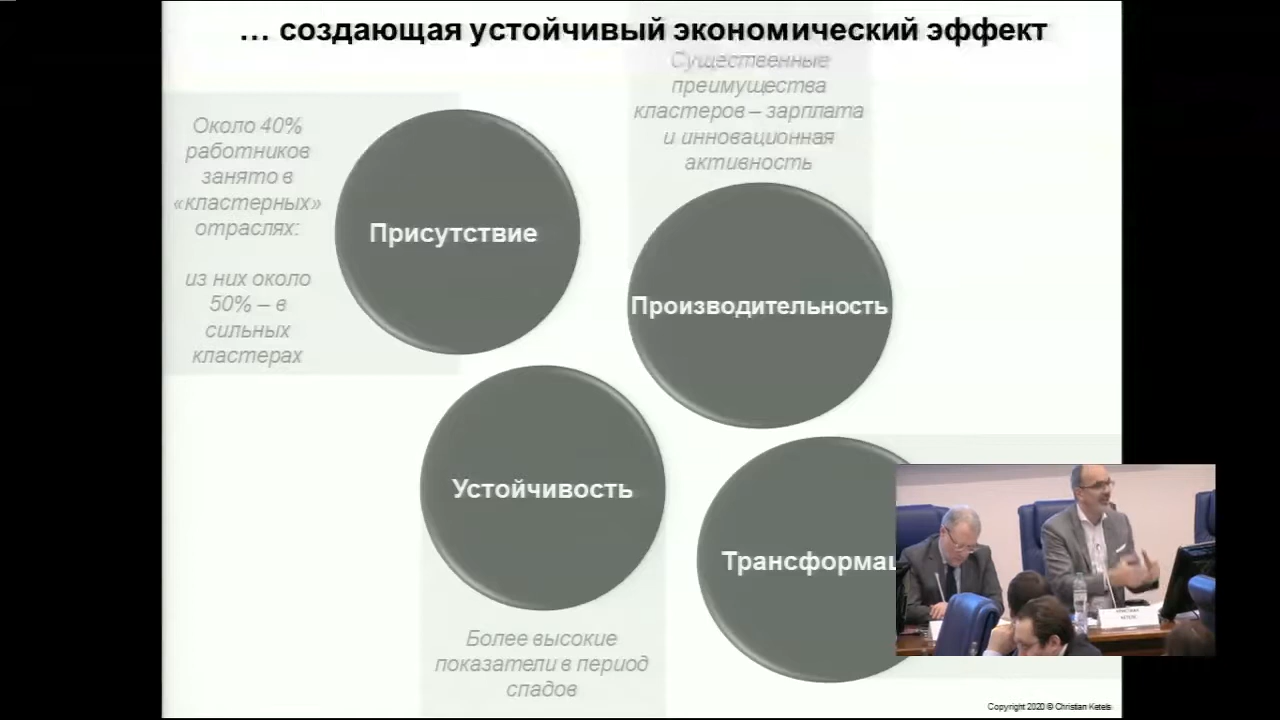 … создающая устойчивый экономический эффект
Около 40%
работников
занято в
«кластерных»
отраслях:
из них около
50% – в
сильных
кластерах
Присутствие
Существенные
преимущества
кластеров – зарплата
и инновационная
активность
Производительность
Устойчивость
Более высокие
показатели в период
спадов
Трансформац
Copyright 2020 © Christian Ketels